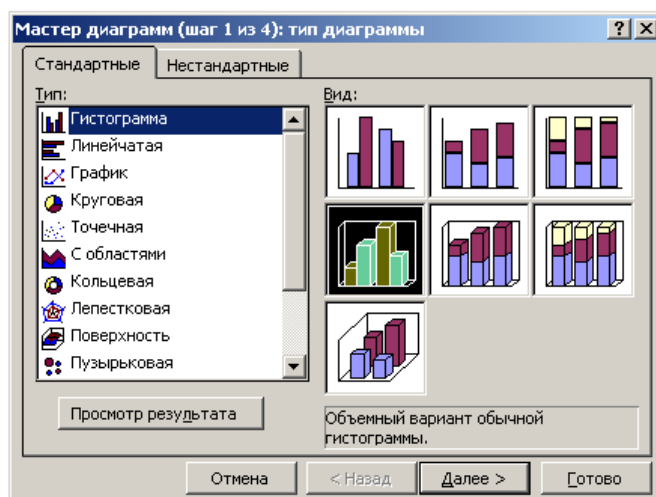 Мастер диаграмм (шаг 1 из 4): тип диаграммы
Стандартные
Нестандартные
Тип:
Вид:
Гистограмма
Линейчатая
График
Круговая
Точечная
С областями
Кольцевая
Лепестковая
Поверхность
Пузырьковая
Просмотр результата
Объемный вариант обычной
гистограммы.
Отмена
< Назад
Далее >
Готово